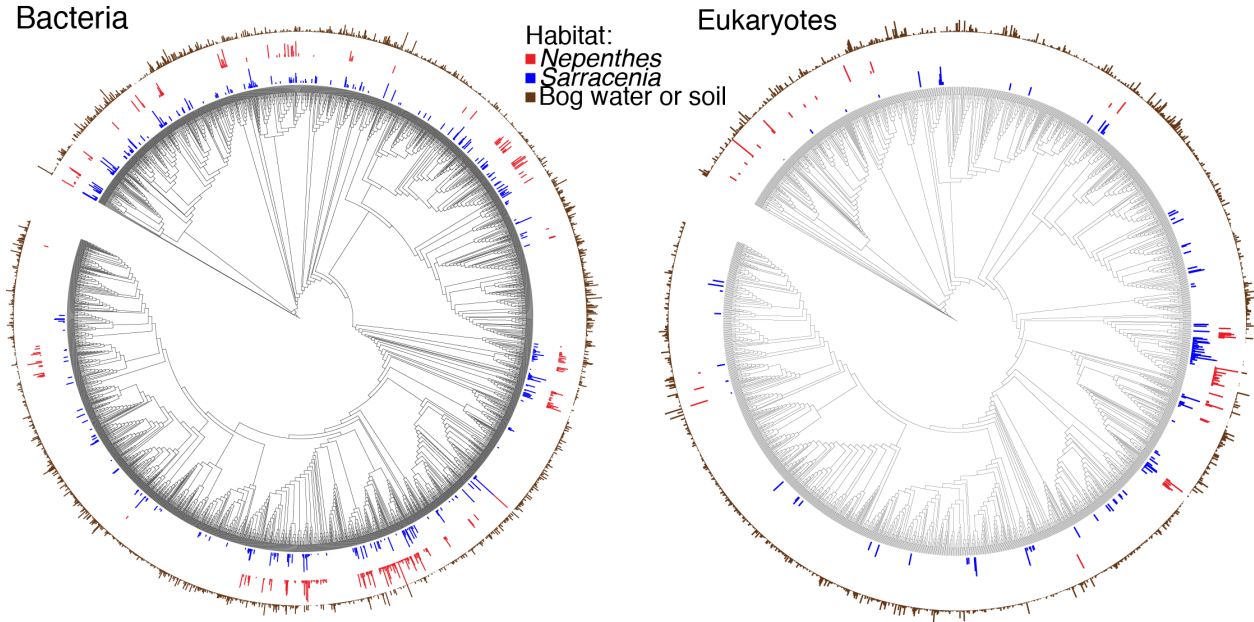 Bacteria
Eukaryotes
Habitat:
Nepenthes
Sarracenia
Bog water or soil